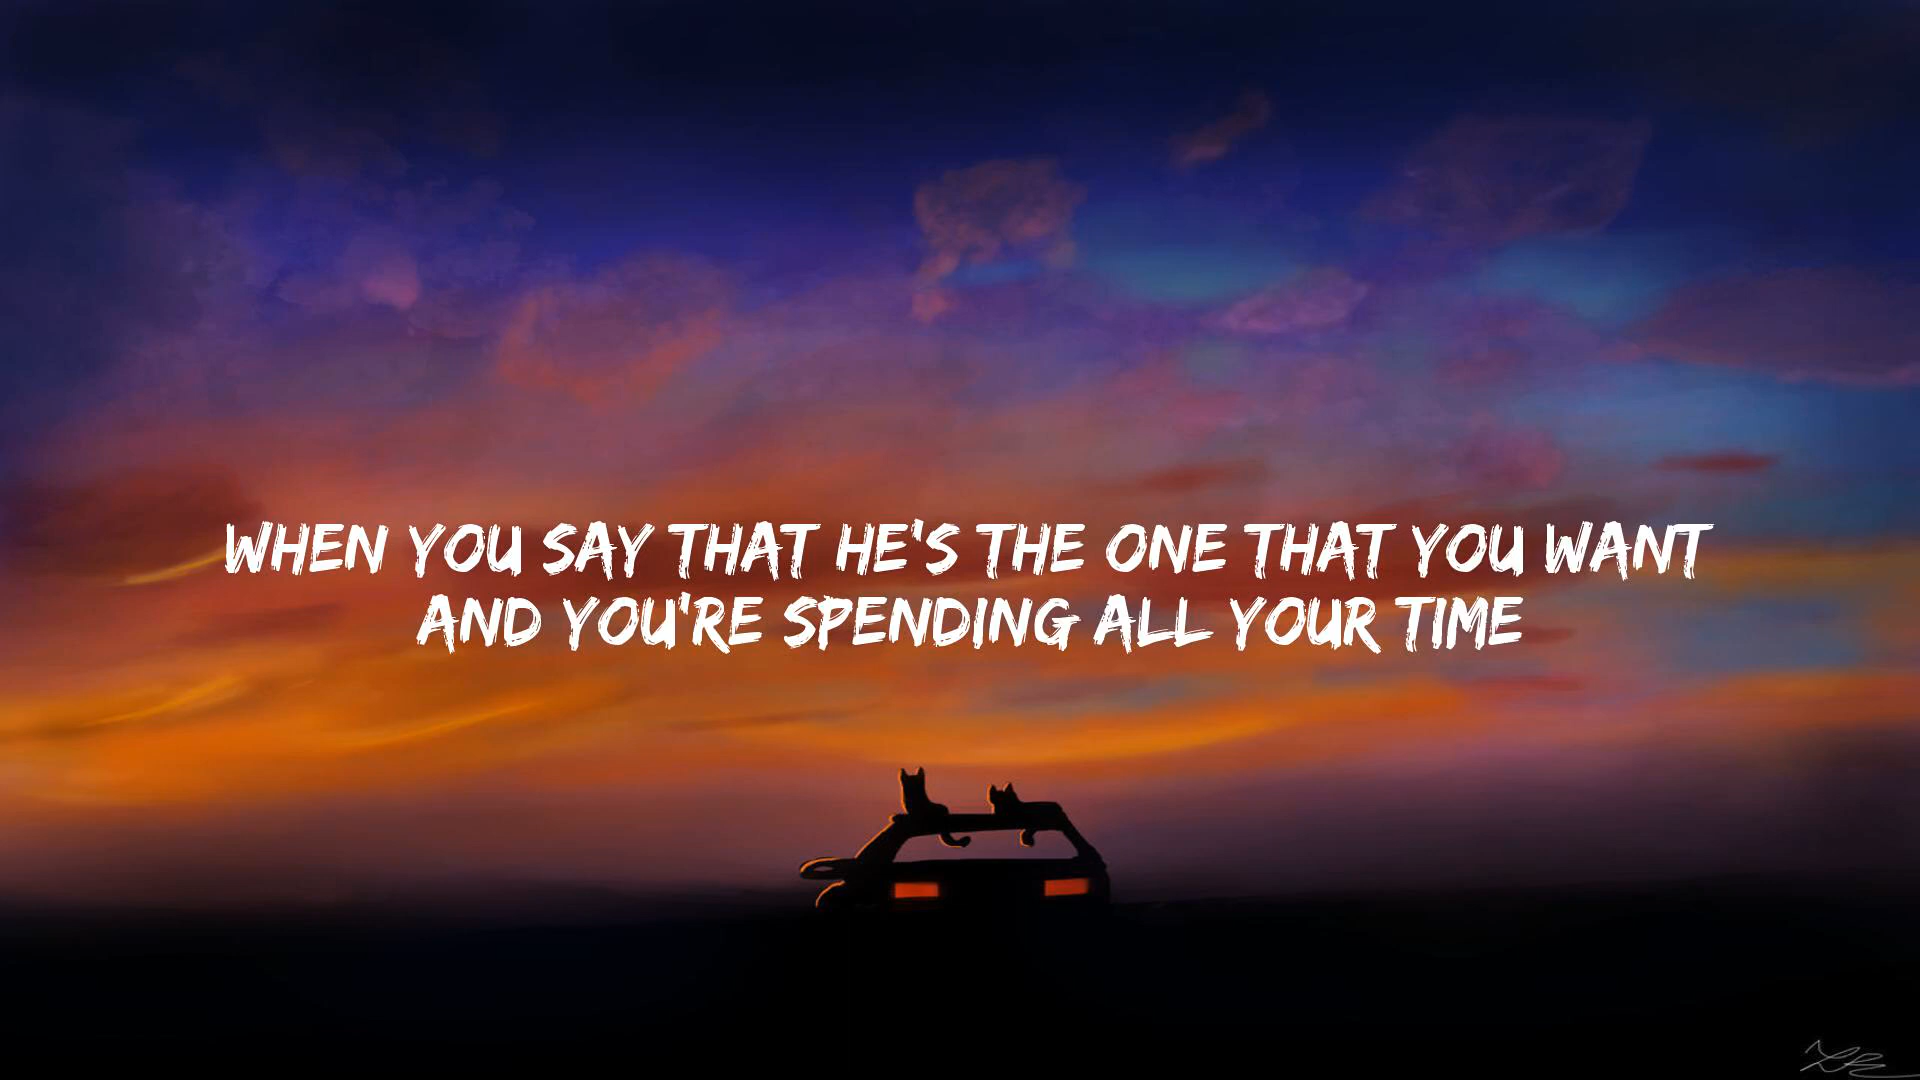 WHEN YOU SAY THAT HE'S THE ONE THAT YOU WANT
AND YOU'RE SPENDING ALL YOUR TIME